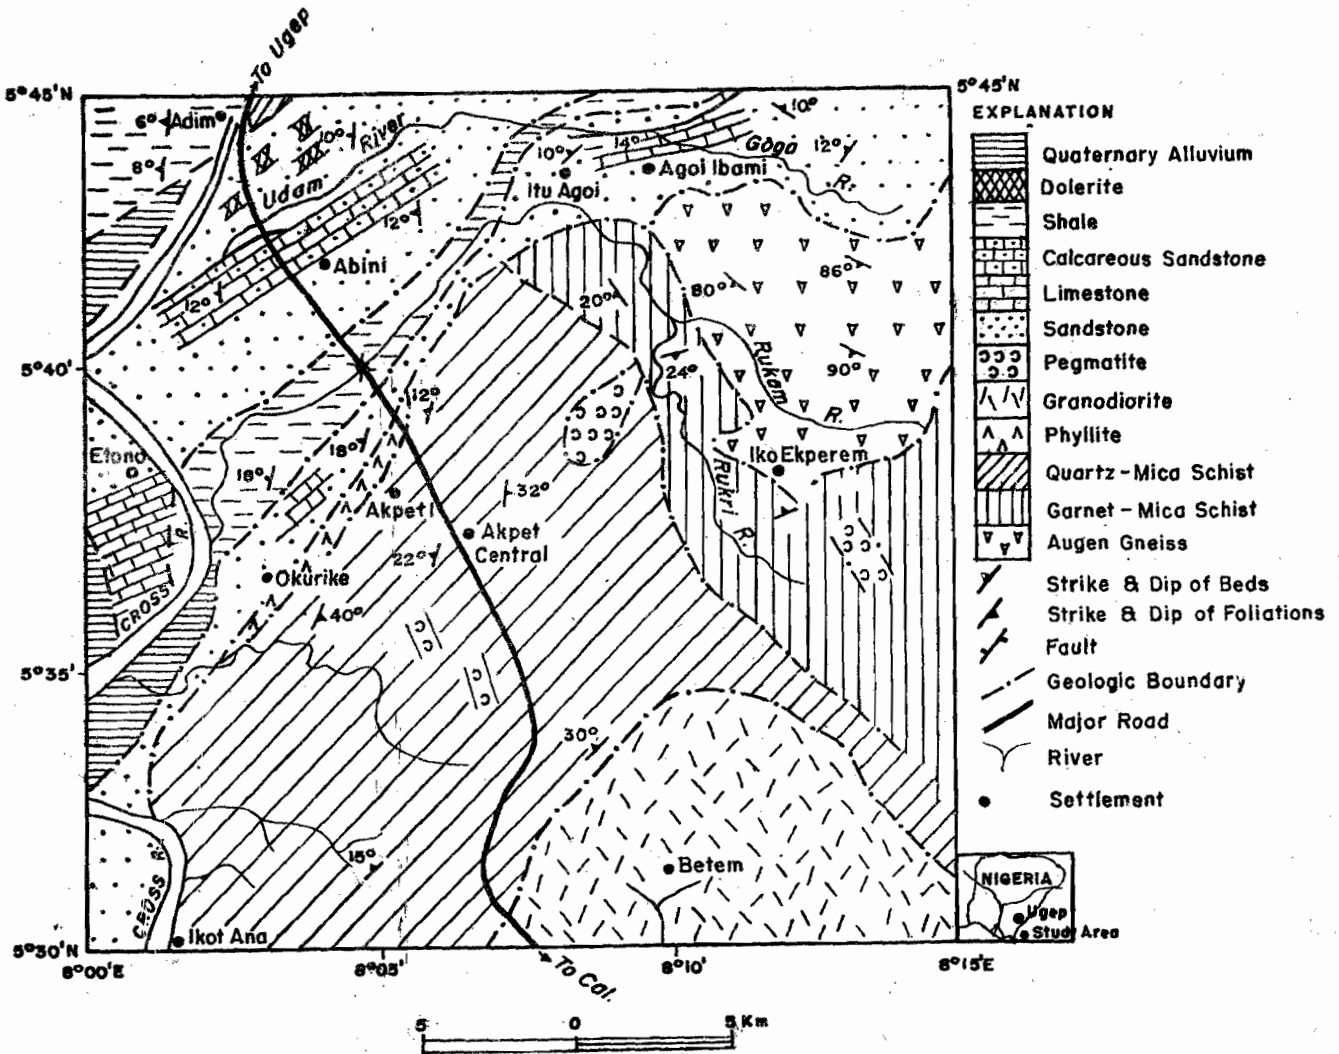 To Ugep
5°45'N
5°45'N
6°
Adim
10°
River
10°
8°
Udam
14°
Goga
12°
R.
10°
Itu Agoi
Agoi Ibami
12°
Abini
12°
20°
80°
86°
5°40'
24°
Rukam
R.
90°
12°
Etono
18°
18°
Iko Ekperem
Akpet I
32°
Rukri
R.
Akpet
Central
22°
R.
CROSS
Okurike
40°
5°35'
30°
15°
Betem
CROSS R.
Ikot Ana
5°30'N
8°00'E
8°05'
8°10'
8°15'E
To Cal.
5 0 5 Km
EXPLANATION
Quaternary Alluvium
Dolerite
Shale
Calcareous Sandstone
Limestone
Sandstone
Pegmatite
Granodiorite
Phyllite
Quartz-Mica Schist
Garnet-Mica Schist
Augen Gneiss
Strike & Dip of Beds
Strike & Dip of Foliations
Fault
Geologic Boundary
Major Road
River
Settlement
NIGERIA
Ugep
Study Area